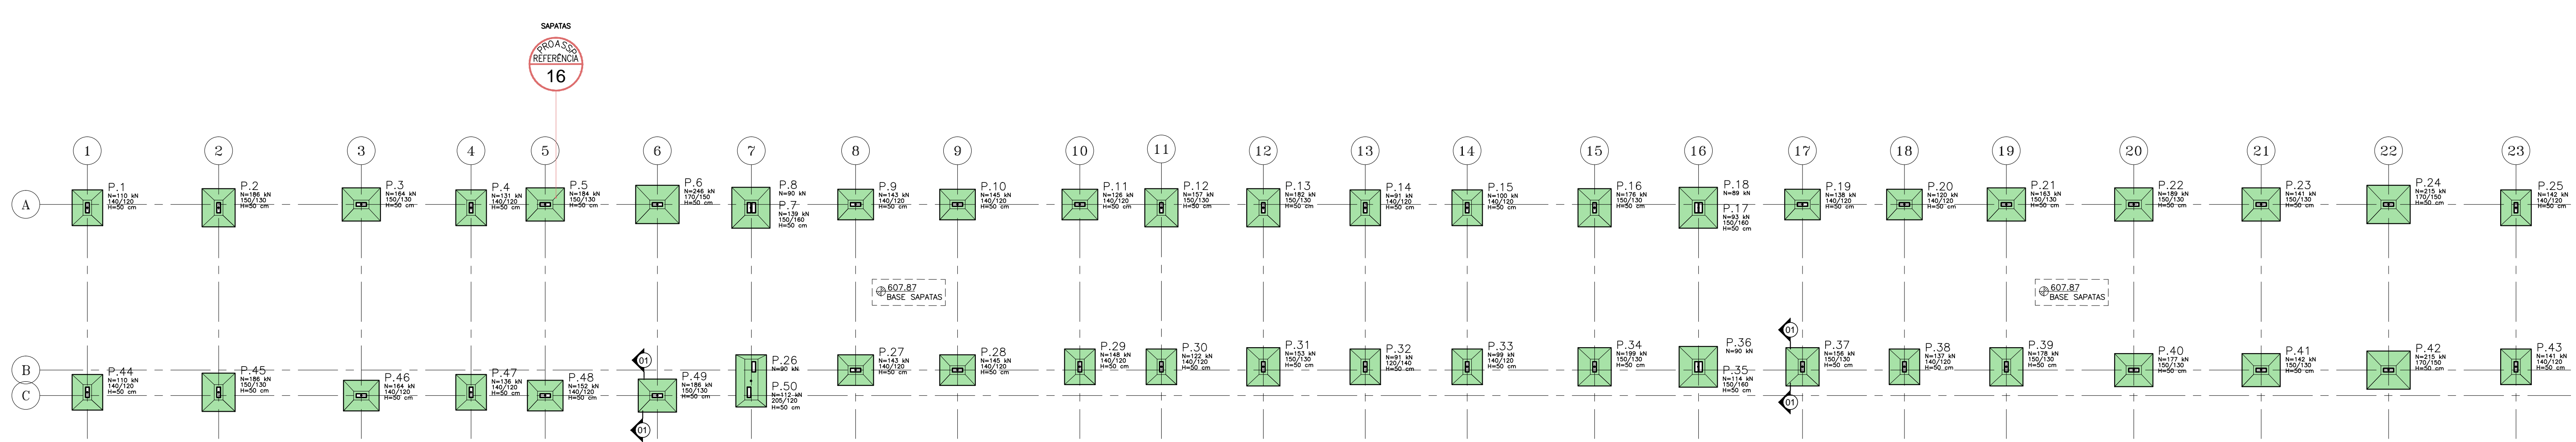 SAPATAS
PROASSP
REFERÊNCIA
16
1
2
3
4
5
6
7
8
9
10
11
12
13
14
15
16
17
18
19
20
21
22
23
A
P.1
N=110 kN
140/120
H=50 cm
P.2
N=186 kN
150/130
H=50 cm
P.3
N=164 kN
150/130
H=50 cm
P.4
N=131 kN
140/120
H=50 cm
P.5
N=184 kN
150/130
H=50 cm
P.6
N=246 kN
170/150
H=50 cm
P.8
N=90 kN
P.7
N=139 kN
150/160
H=50 cm
P.9
N=143 kN
140/120
H=50 cm
P.10
N=145 kN
140/120
H=50 cm
P.11
N=126 kN
140/120
H=50 cm
P.12
N=157 kN
150/130
H=50 cm
P.13
N=182 kN
150/130
H=50 cm
P.14
N=91 kN
140/120
H=50 cm
P.15
N=100 kN
140/120
H=50 cm
P.16
N=176 kN
150/130
H=50 cm
P.18
N=89 kN
P.17
N=93 kN
150/160
H=50 cm
P.19
N=138 kN
140/120
H=50 cm
P.20
N=120 kN
140/120
H=50 cm
P.21
N=163 kN
150/130
H=50 cm
P.22
N=189 kN
150/130
H=50 cm
P.23
N=141 kN
150/130
H=50 cm
P.24
N=215 kN
170/150
H=50 cm
P.25
N=142 kN
140/120
H=50 cm
607.87
BASE SAPATAS
607.87
BASE SAPATAS
B
C
P.44
N=110 kN
140/120
H=50 cm
P.45
N=186 kN
150/130
H=50 cm
P.46
N=164 kN
140/120
H=50 cm
P.47
N=136 kN
140/120
H=50 cm
P.48
N=152 kN
140/120
H=50 cm
01
P.49
N=186 kN
150/130
H=50 cm
01
P.26
N=90 kN
P.50
N=112 kN
205/120
H=50 cm
P.27
N=143 kN
140/120
H=50 cm
P.28
N=145 kN
140/120
H=50 cm
P.29
N=148 kN
140/120
H=50 cm
P.30
N=122 kN
140/120
H=50 cm
P.31
N=153 kN
150/130
H=50 cm
P.32
N=91 kN
120/140
H=50 cm
P.33
N=99 kN
140/120
H=50 cm
P.34
N=199 kN
150/130
H=50 cm
P.36
N=90 kN
P.35
N=114 kN
150/160
H=50 cm
01
P.37
N=156 kN
150/130
H=50 cm
01
P.38
N=137 kN
140/120
H=50 cm
P.39
N=178 kN
150/130
H=50 cm
P.40
N=177 kN
150/130
H=50 cm
P.41
N=142 kN
150/130
H=50 cm
P.42
N=215 kN
170/150
H=50 cm
P.43
N=141 kN
140/120
H=50 cm